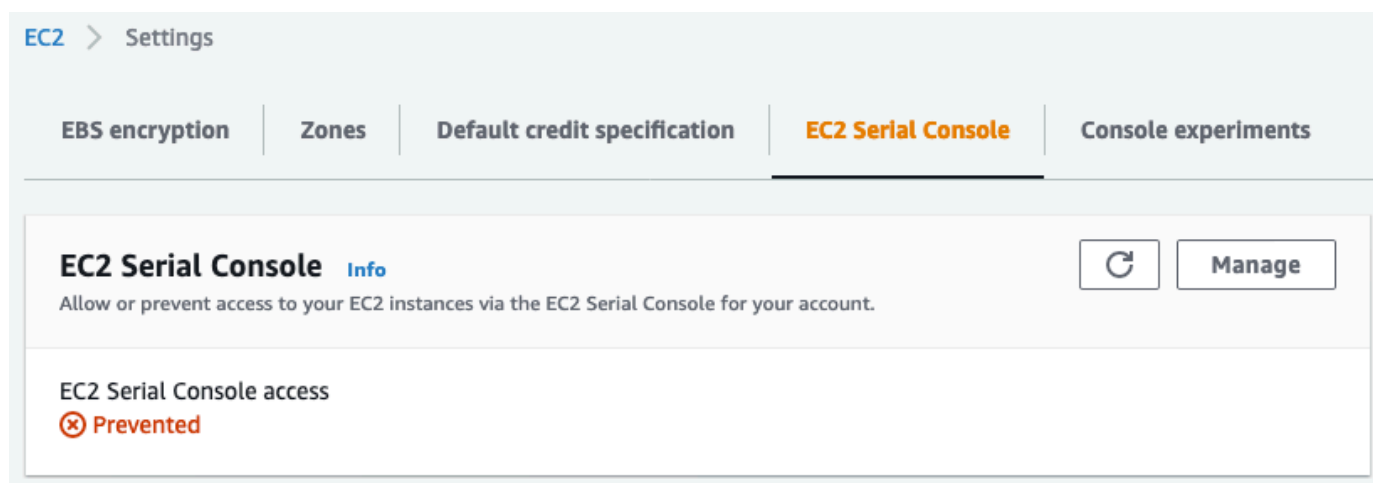 EC2 > Settings
EBS encryption Zones Default credit specification EC2 Serial Console Console experiments
EC2 Serial Console Info
Manage
Allow or prevent access to your EC2 instances via the EC2 Serial Console for your account.
EC2 Serial Console access
Prevented